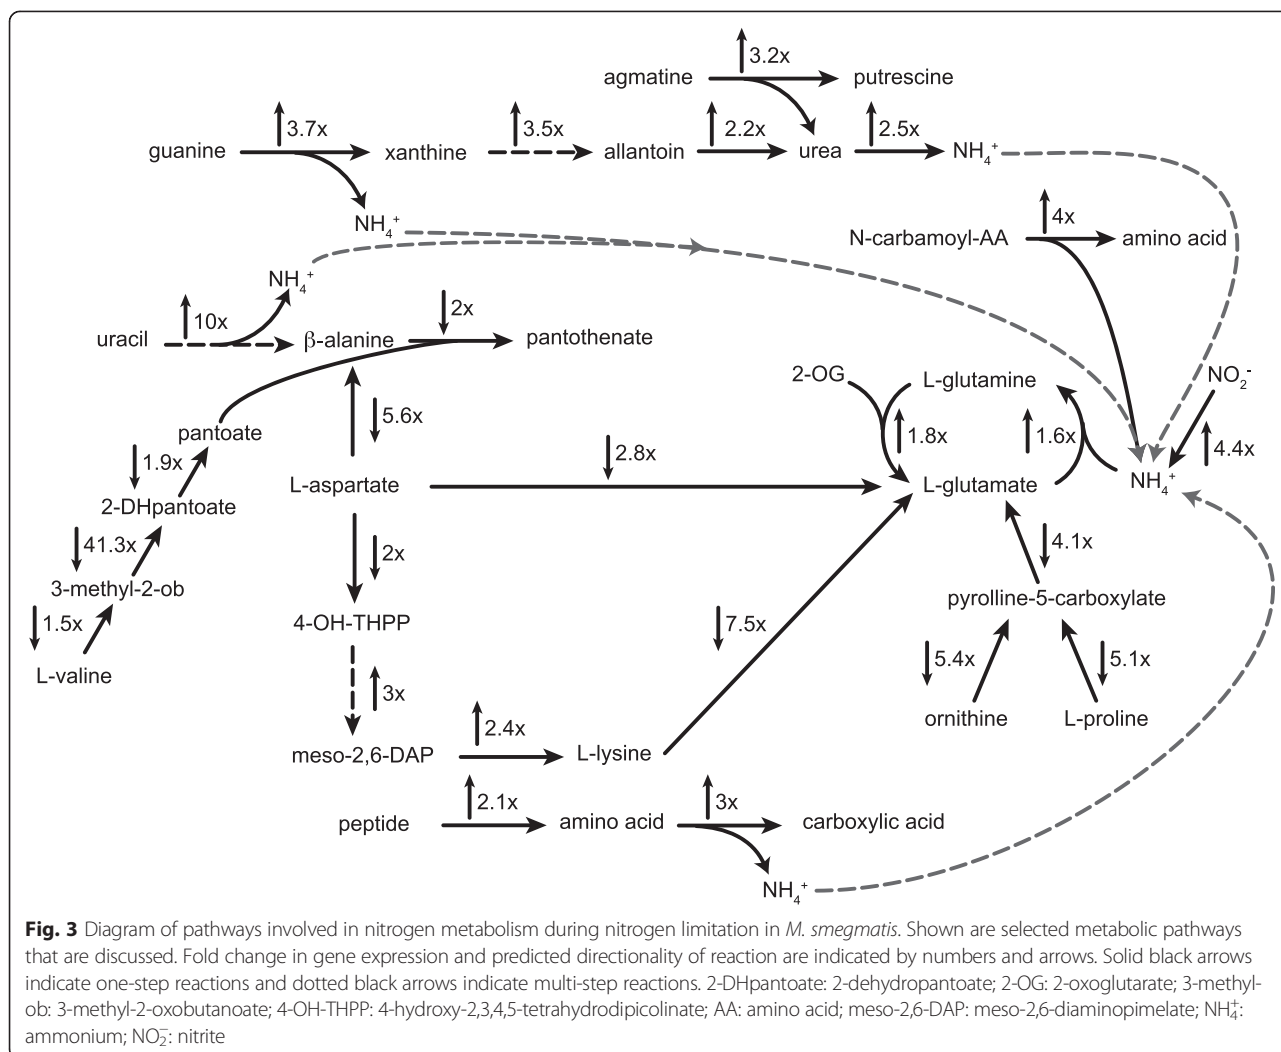 3.2x
agmatine putrescine
3.7x 3.5x 2.2x 2.5x
guanine xanthine allantoin urea NH₄⁺
NH₄⁺
4x
N-carbamoyl-AA amino acid
NH₄⁺
10x 2x
uracil β-alanine pantothenate
2-OG L-glutamine NO₂⁻
5.6x 1.8x 1.6x 4.4x
pantoate
1.9x 2.8x
L-aspartate L-glutamate NH₄⁺
2-DHpantoate
41.3x 2x 4.1x
3-methyl-2-ob pyrolline-5-carboxylate
1.5x 4-OH-THPP 7.5x
5.4x 5.1x
L-valine
3x
ornithine L-proline
2.4x
meso-2,6-DAP L-lysine
2.1x 3x
peptide amino acid carboxylic acid
NH₄⁺
Fig. 3 Diagram of pathways involved in nitrogen metabolism during nitrogen limitation in M. smegmatis. Shown are selected metabolic pathways
that are discussed. Fold change in gene expression and predicted directionality of reaction are indicated by numbers and arrows. Solid black arrows
indicate one-step reactions and dotted black arrows indicate multi-step reactions. 2-DHpantoate: 2-dehydropantoate; 2-OG: 2-oxoglutarate; 3-methyl-
ob: 3-methyl-2-oxobutanoate; 4-OH-THPP: 4-hydroxy-2,3,4,5-tetrahydrodipicolinate; AA: amino acid; meso-2,6-DAP: meso-2,6-diaminopimelate; NH₄⁺:
ammonium; NO₂⁻: nitrite